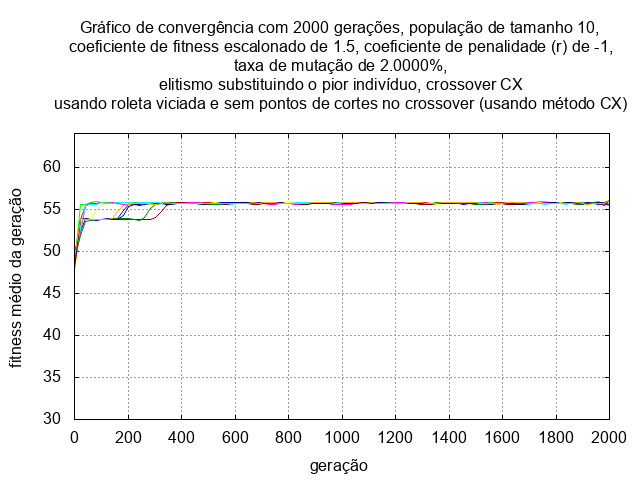 Gráfico de convergência com 2000 gerações, população de tamanho 10,
coeficiente de fitness escalonado de 1.5, coeficiente de penalidade (r) de -1,
taxa de mutação de 2.0000%,
elitismo substituindo o pior indivíduo, crossover CX
usando roleta viciada e sem pontos de cortes no crossover (usando método CX)
fitness médio da geração
60
55
50
45
40
35
30
0 200 400 600 800 1000 1200 1400 1600 1800 2000
geração